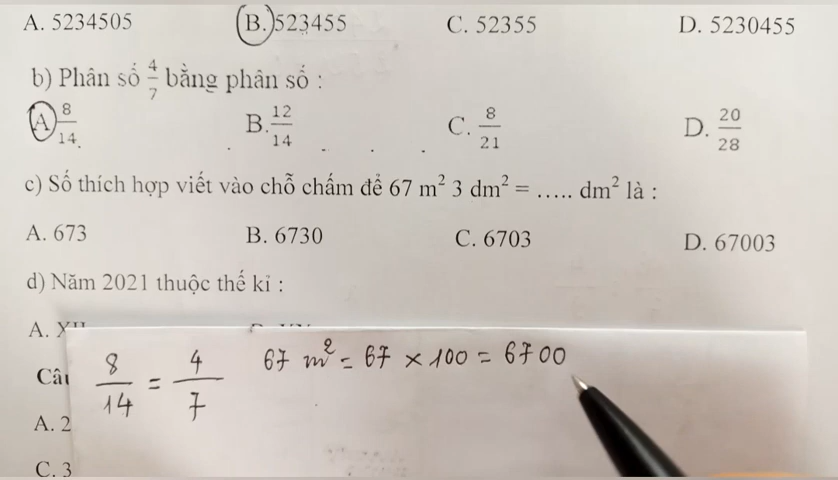 A. 5234505 B. 523455 C. 52355 D. 5230455
b) Phân số 4/7 bằng phân số :
A 8/14. B. 12/14 C. 8/21 D. 20/28
c) Số thích hợp viết vào chỗ chấm để 67 m² 3 dm² = ….. dm² là :
A. 673 B. 6730 C. 6703 D. 67003
d) Năm 2021 thuộc thế kỉ :
A.
8/14 = 4/7 67 m² = 67 × 100 = 6700
A. 2
C. 3